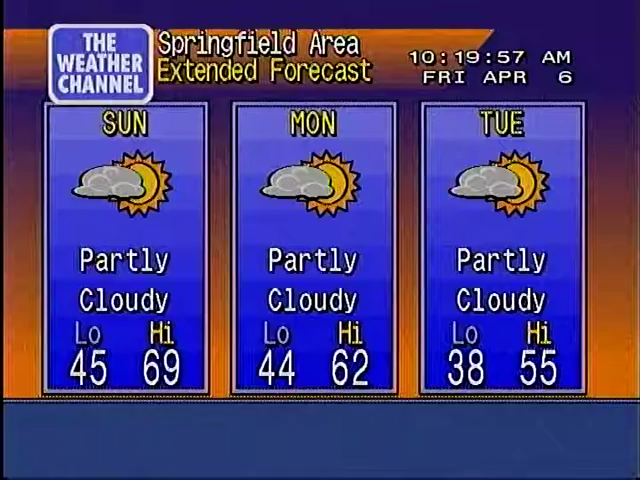 THE
WEATHER
CHANNEL
Springfield Area
Extended Forecast
10:19:57 AM
FRI APR 6
SUN
Partly
Cloudy
Lo Hi
45 69
MON
Partly
Cloudy
Lo Hi
44 62
TUE
Partly
Cloudy
Lo Hi
38 55